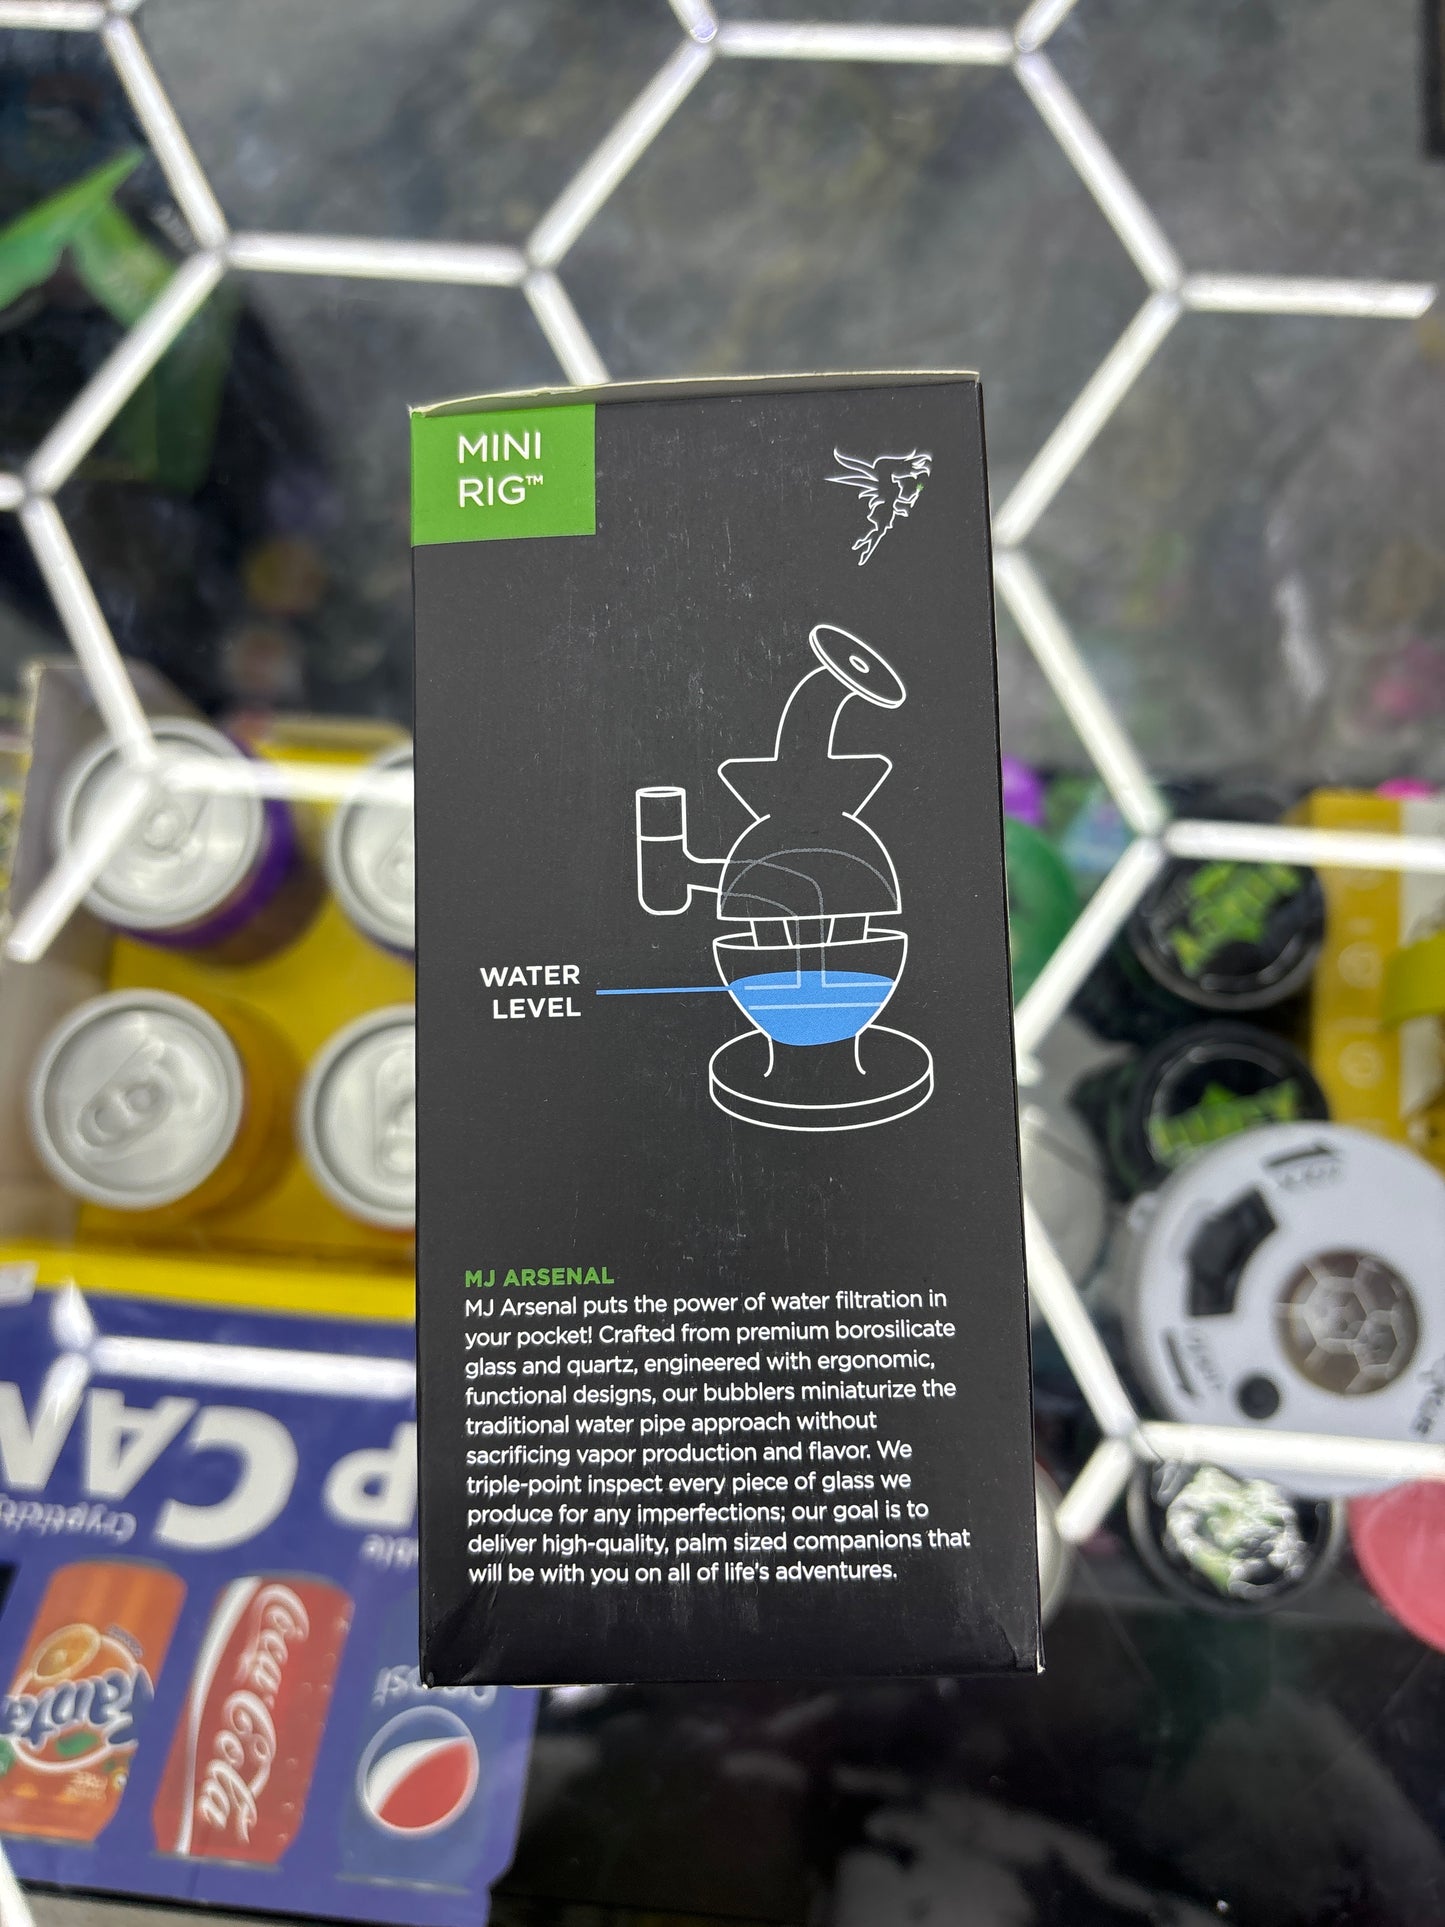 MINI
RIG™
WATER
LEVEL
MJ ARSENAL
MJ Arsenal puts the power of water filtration in
your pocket! Crafted from premium borosilicate
glass and quartz, engineered with ergonomic,
functional designs, our bubblers miniaturize the
traditional water pipe approach without
sacrificing vapor production and flavor. We
triple-point inspect every piece of glass we
produce for any imperfections; our goal is to
deliver high-quality, palm sized companions that
will be with you on all of life's adventures.
P CAN
Fanta
Coca Cola